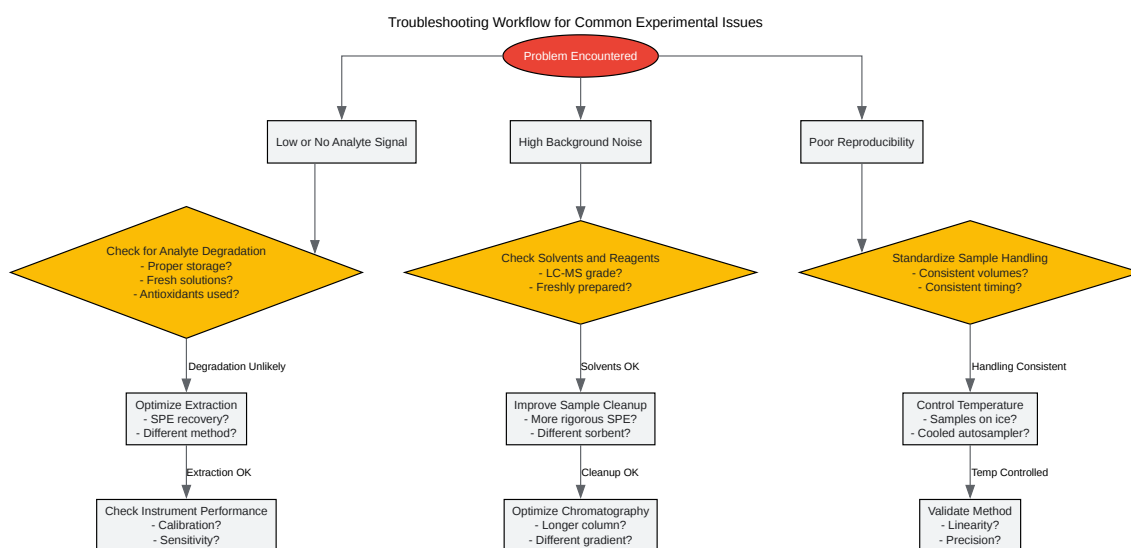 Troubleshooting Workflow for Common Experimental Issues
Problem Encountered
Low or No Analyte Signal
High Background Noise
Poor Reproducibility
Check for Analyte Degradation
- Proper storage?
- Fresh solutions?
- Antioxidants used?
Check Solvents and Reagents
- LC-MS grade?
- Freshly prepared?
Standardize Sample Handling
- Consistent volumes?
- Consistent timing?
Degradation Unlikely
Solvents OK
Handling Consistent
Optimize Extraction
- SPE recovery?
- Different method?
Improve Sample Cleanup
- More rigorous SPE?
- Different sorbent?
Control Temperature
- Samples on ice?
- Cooled autosampler?
Extraction OK
Cleanup OK
Temp Controlled
Check Instrument Performance
- Calibration?
- Sensitivity?
Optimize Chromatography
- Longer column?
- Different gradient?
Validate Method
- Linearity?
- Precision?